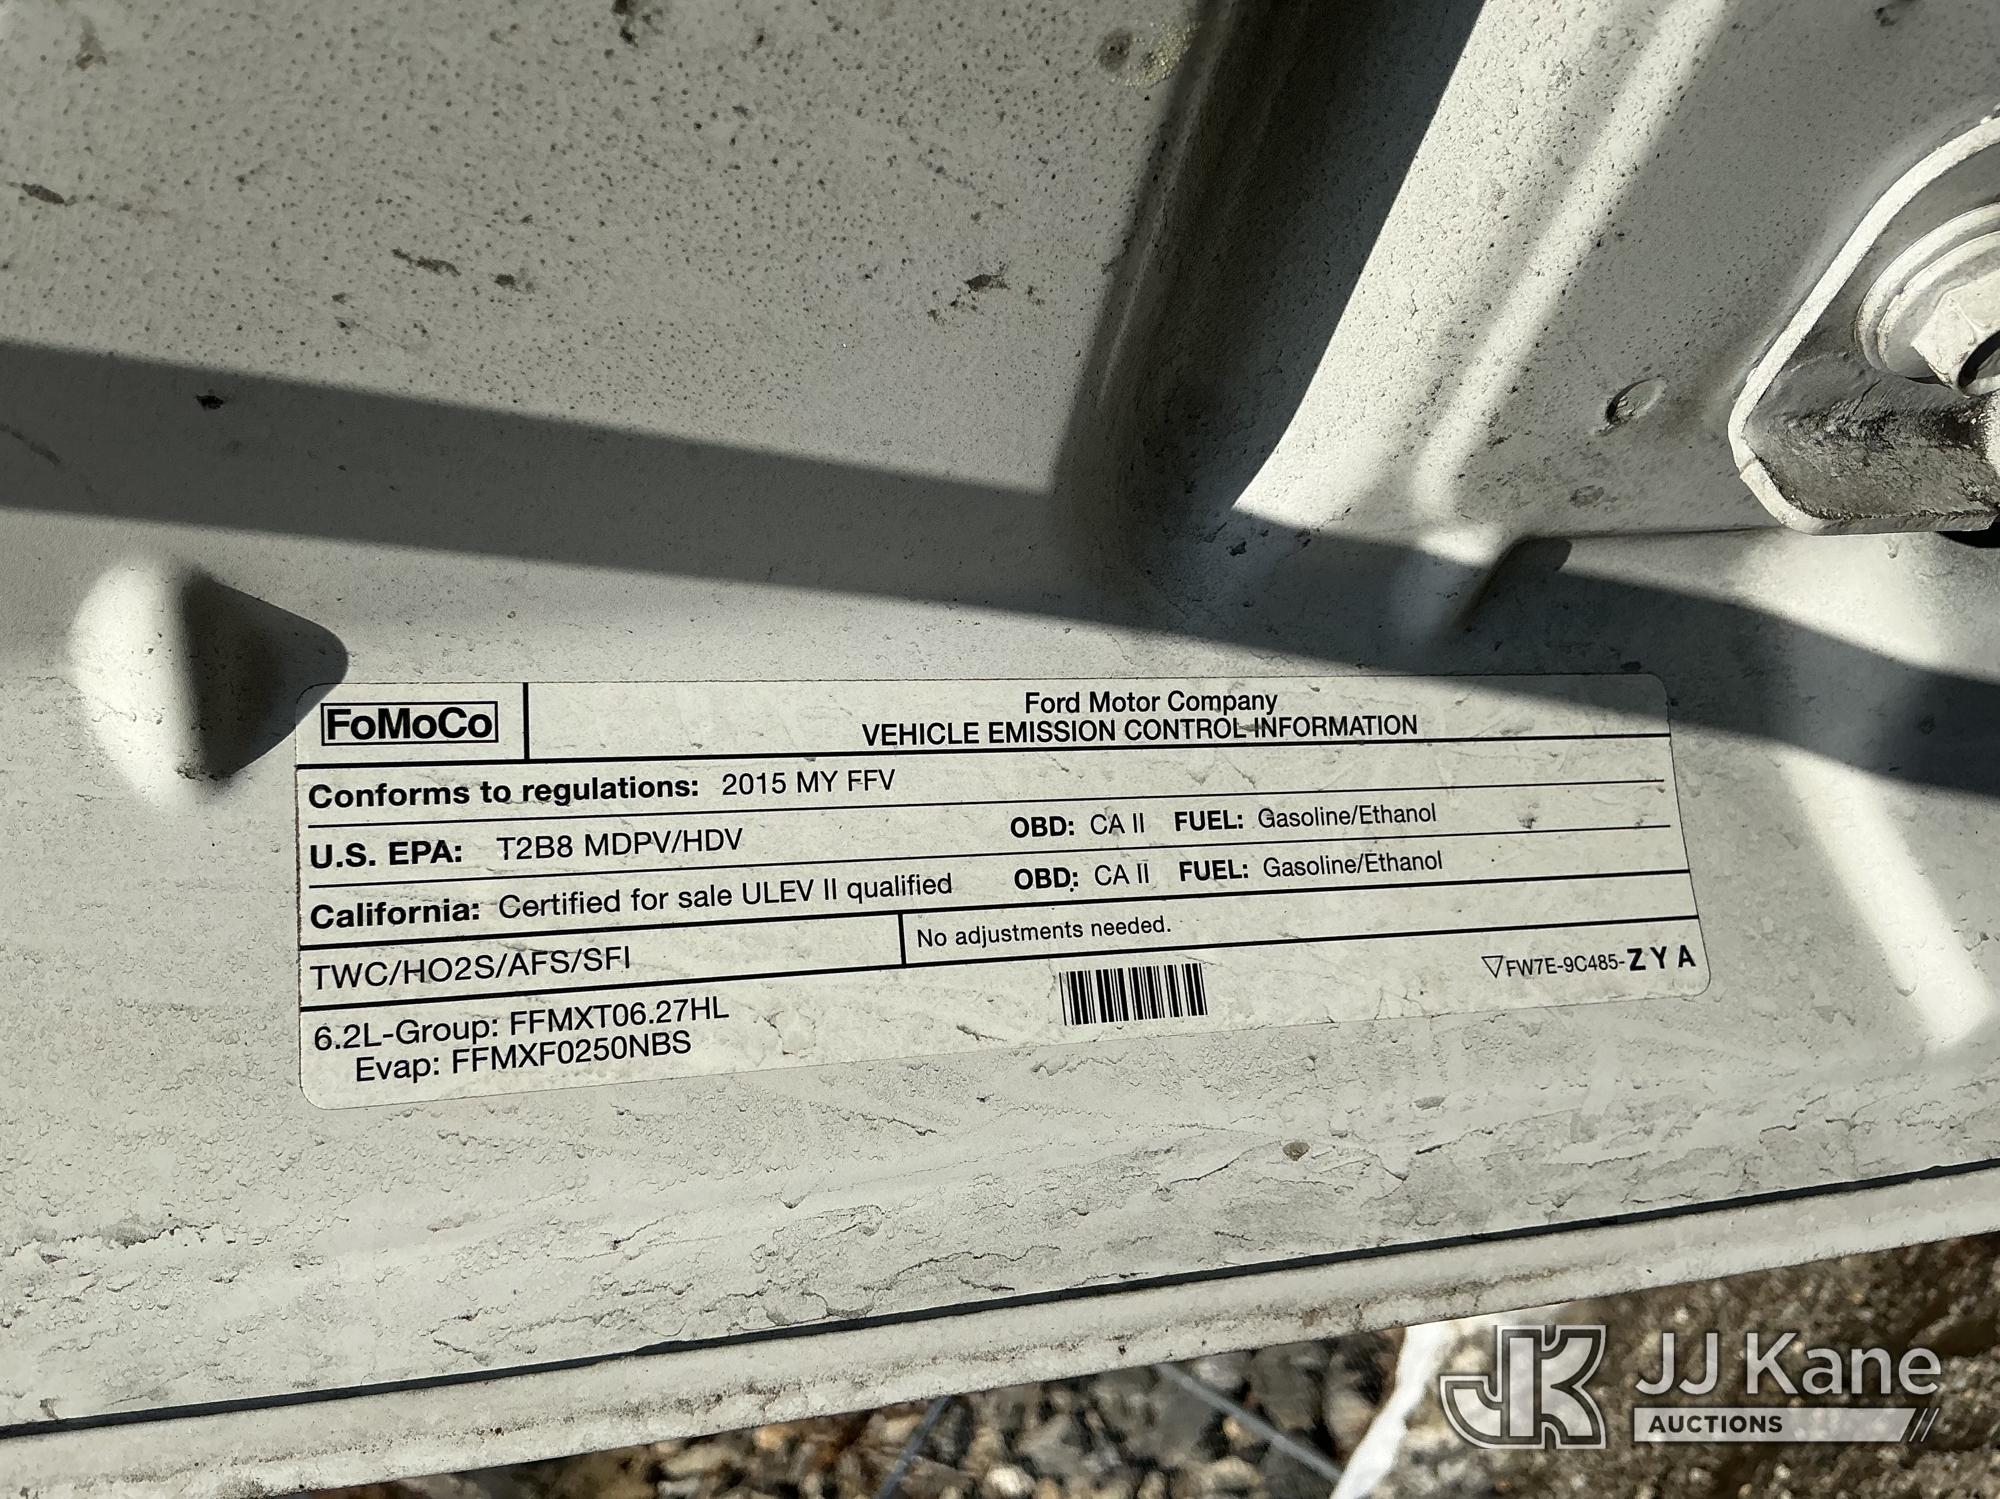 FoMoCo
Ford Motor Company
VEHICLE EMISSION CONTROL INFORMATION
Conforms to regulations: 2015 MY FFV
U.S. EPA: T2B8 MDPV/HDV OBD: CA II FUEL: Gasoline/Ethanol
California: Certified for sale ULEV II qualified OBD: CA II FUEL: Gasoline/Ethanol
TWC/HO2S/AFS/SFI No adjustments needed.
6.2L-Group: FFMXT06.27HL
Evap: FFMXF0250NBS
FW7E-9C485-ZYA
JK JJ Kane
AUCTIONS